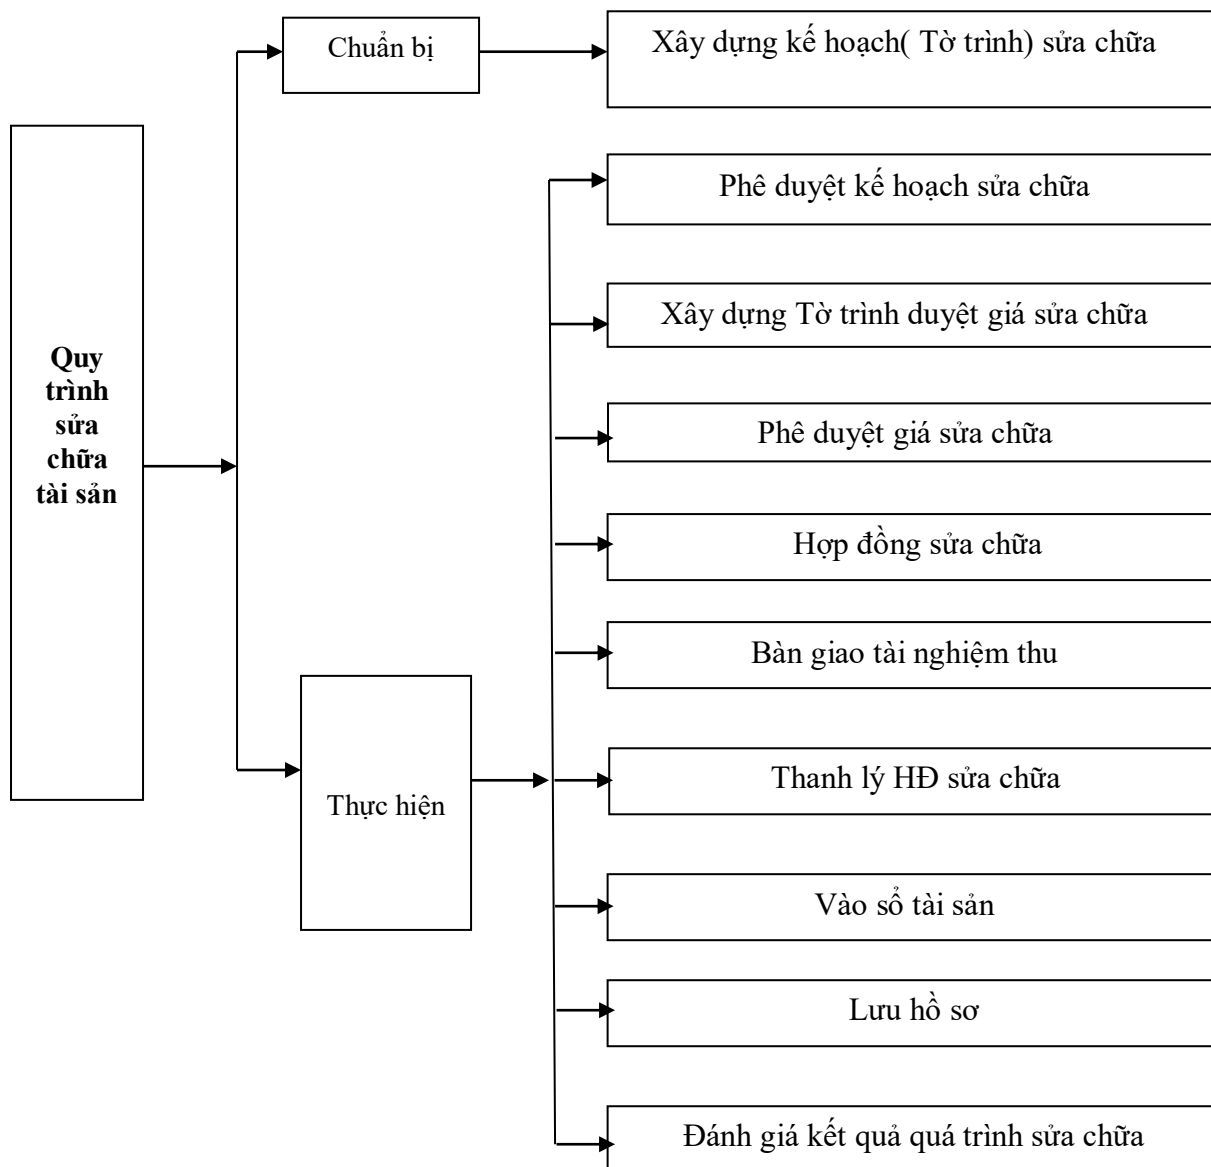 Chuẩn bị
Xây dựng kế hoạch( Tờ trình) sửa chữa
Quy
trình
sửa
chữa
tài sản
Thực hiện
Phê duyệt kế hoạch sửa chữa
Xây dựng Tờ trình duyệt giá sửa chữa
Phê duyệt giá sửa chữa
Hợp đồng sửa chữa
Bàn giao tài nghiệm thu
Thanh lý HĐ sửa chữa
Vào sổ tài sản
Lưu hồ sơ
Đánh giá kết quả quá trình sửa chữa